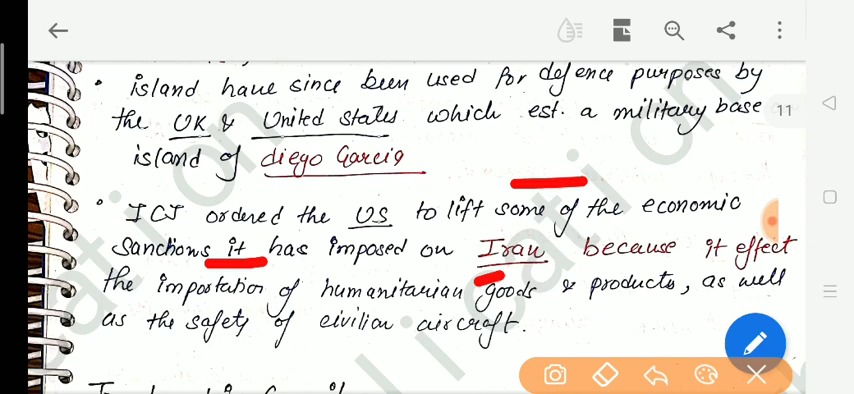 • island have since been used for defence purposes by
the UK & United States which est. a military base
11
island of diego Garcia
• ICJ ordered the US to lift some of the economic
Sanctions it has imposed on Iran because it effect
the importation of humanitarian goods & products, as well
as the safety of civilian aircraft.